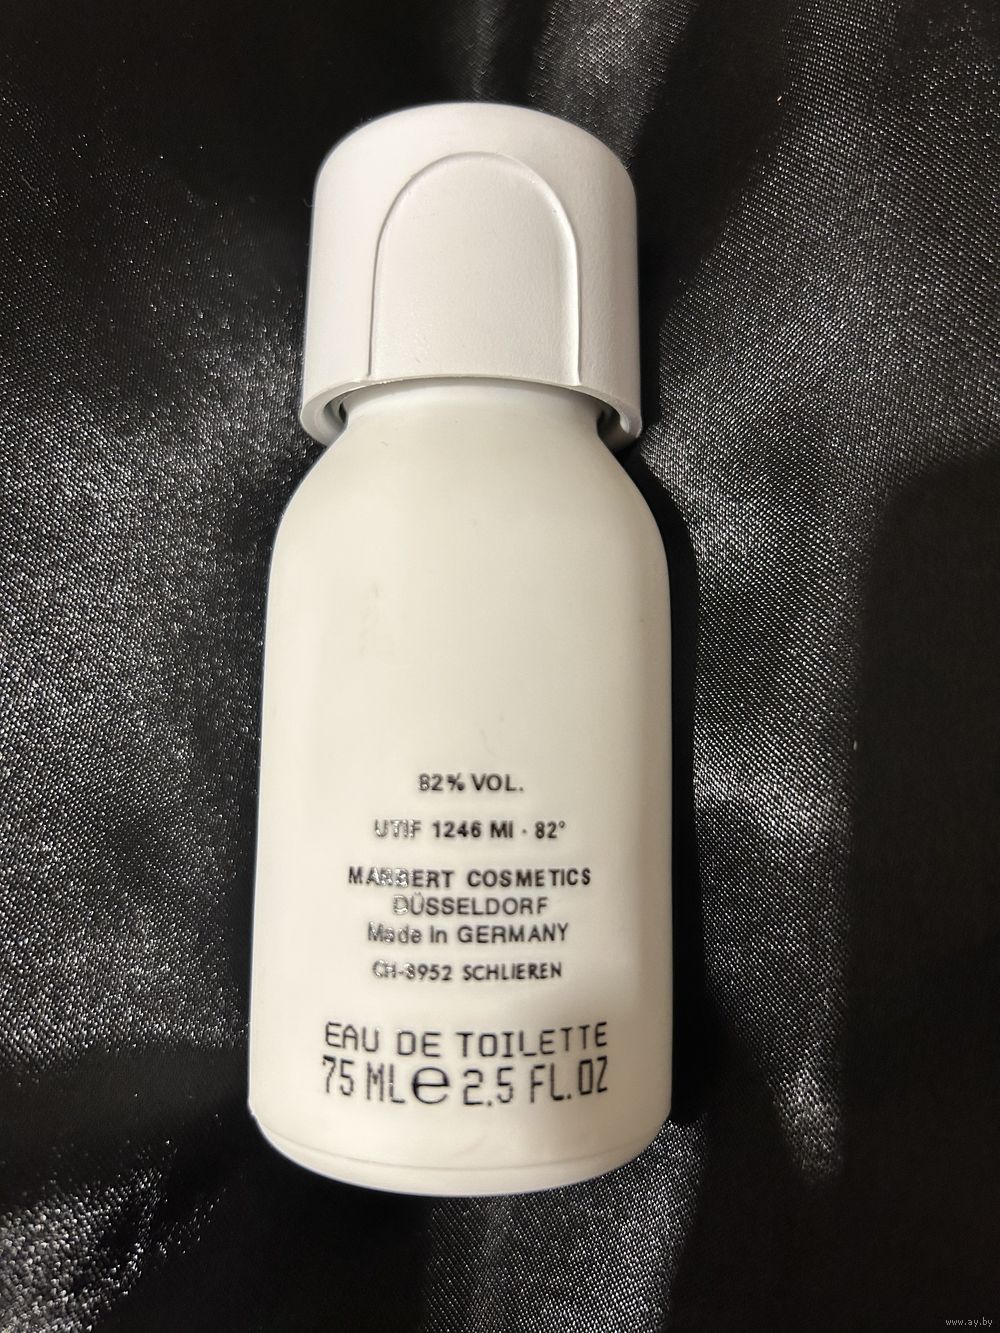 82% VOL.
UTIF 1246 MI · 82°
MARBERT COSMETICS
DÜSSELDORF
Made in GERMANY
CH-8952 SCHLIEREN
EAU DE TOILETTE
75 ML e 2.5 FL.OZ
www.ay.by